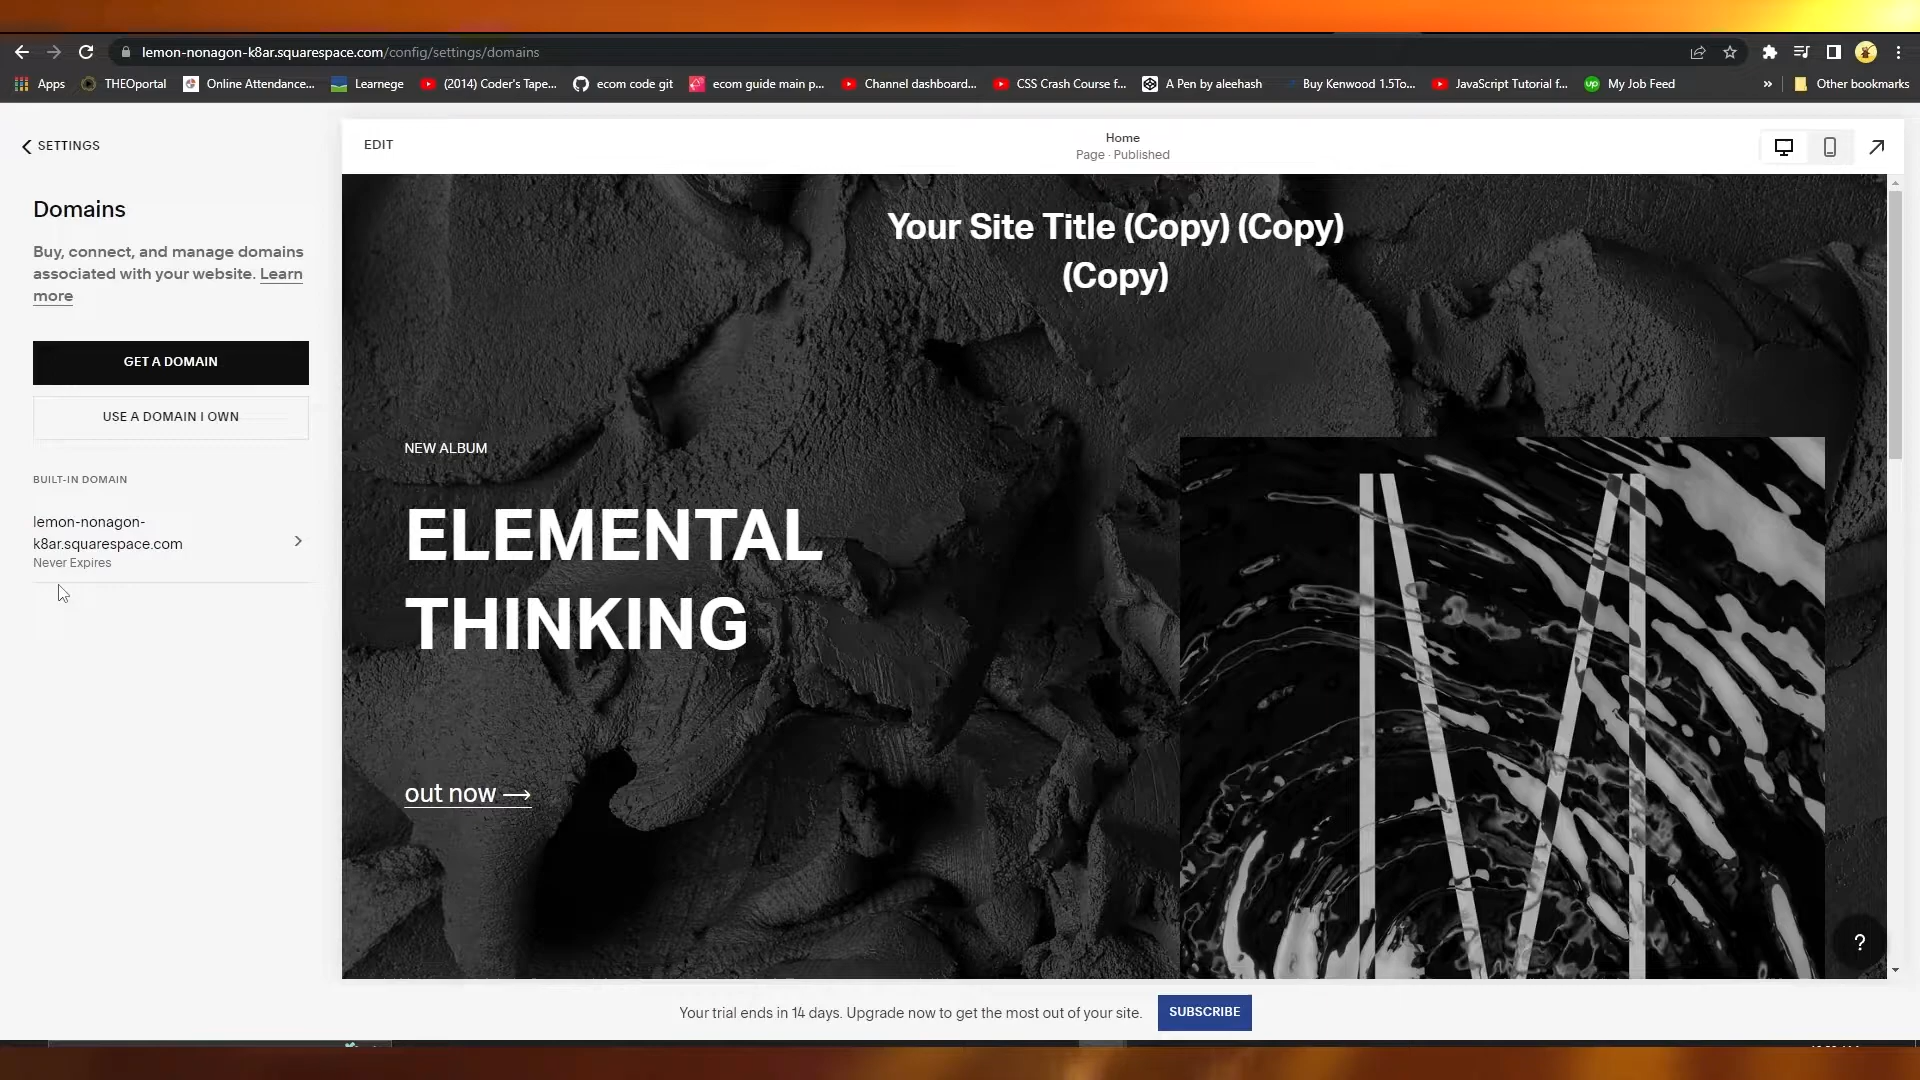 lemon-nonagon-k8ar.squarespace.com/config/settings/domains
Apps THEOportal Online Attendance... Learnege (2014) Coder's Tape... ecom code git ecom guide main p... Channel dashboard... CSS Crash Course f... A Pen by aleehash Buy Kenwood 1.5To... JavaScript Tutorial f... My Job Feed » Other bookmarks
SETTINGS
Domains
Buy, connect, and manage domains
associated with your website. Learn
more
GET A DOMAIN
USE A DOMAIN I OWN
BUILT-IN DOMAIN
lemon-nonagon-
k8ar.squarespace.com
Never Expires
EDIT
Home
Page · Published
Your Site Title (Copy) (Copy)
(Copy)
NEW ALBUM
ELEMENTAL
THINKING
out now →
?
Your trial ends in 14 days. Upgrade now to get the most out of your site. SUBSCRIBE